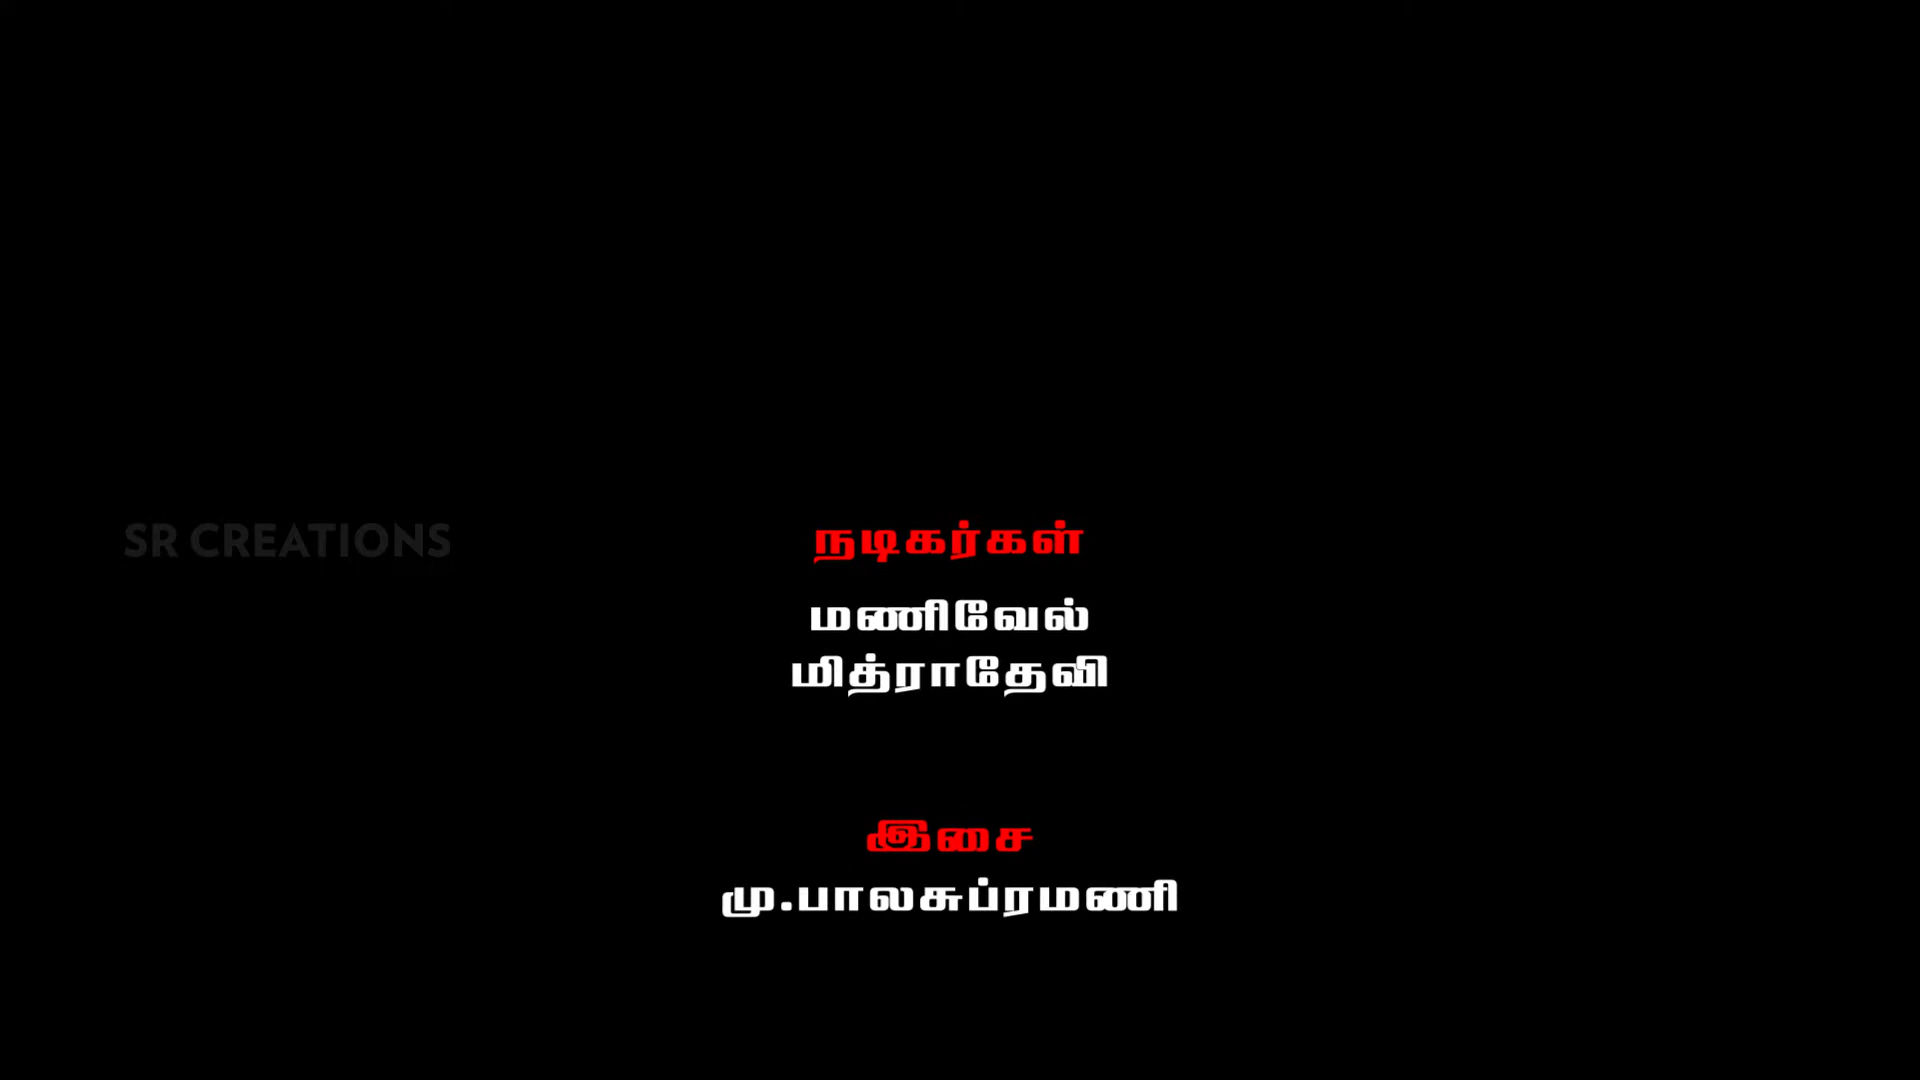 SR CREATIONS
நடிகர்கள்
மணிவேல்
மித்ராதேவி
இசை
மு.பாலசுப்ரமணி